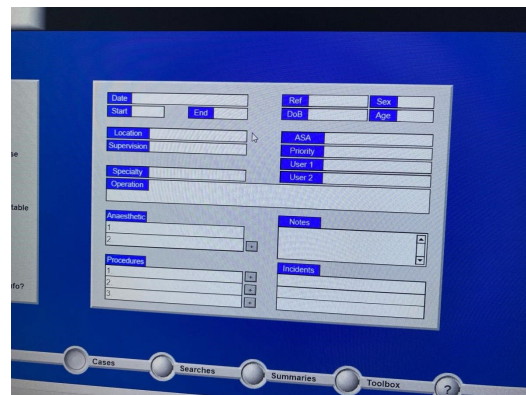 Date
Start End
Location
Supervision
Specialty
Operation
Anaesthetic
1
2 +
Procedures
1 +
2 +
3 +
Ref Sex
DoB Age
ASA
Priority
User 1
User 2
Notes
Incidents
se
table
nfo?
Cases Searches Summaries Toolbox ?